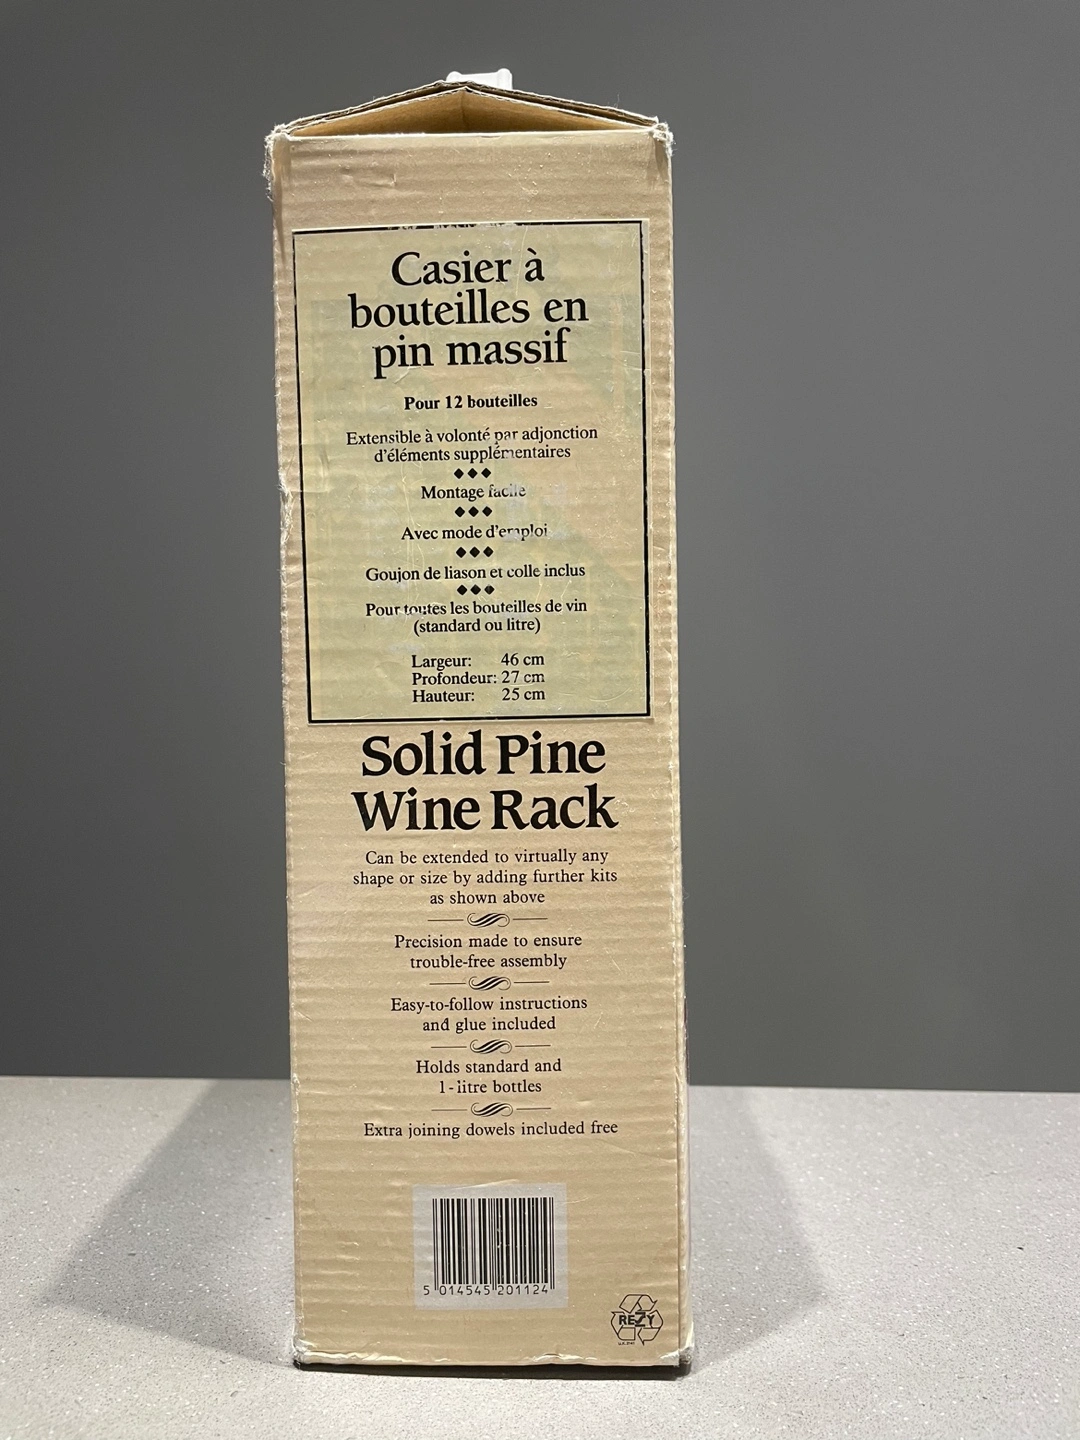 Casier à
bouteilles en
pin massif
Pour 12 bouteilles
Extensible à volonté par adjonction
d'éléments supplémentaires
Montage facile
Avec mode d'emploi
Goujon de liason et colle inclus
Pour toutes les bouteilles de vin
(standard ou litre)
Largeur: 46 cm
Profondeur: 27 cm
Hauteur: 25 cm
Solid Pine
Wine Rack
Can be extended to virtually any
shape or size by adding further kits
as shown above
Precision made to ensure
trouble-free assembly
Easy-to-follow instructions
and glue included
Holds standard and
1-litre bottles
Extra joining dowels included free
5 014545 201124
REZY